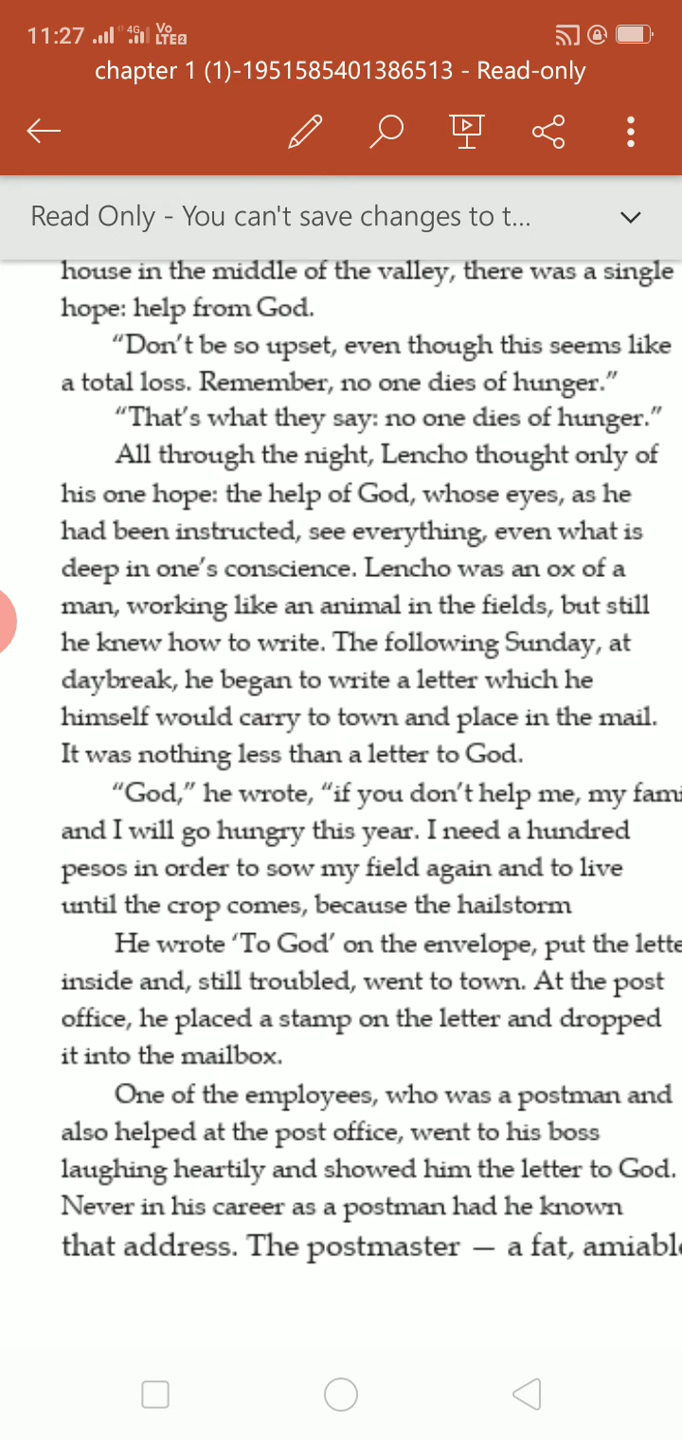 11:27 4G Vo LTE2
chapter 1 (1)-1951585401386513 - Read-only
Read Only - You can't save changes to t...
house in the middle of the valley, there was a single
hope: help from God.
“Don’t be so upset, even though this seems like
a total loss. Remember, no one dies of hunger.”
“That’s what they say: no one dies of hunger.”
All through the night, Lencho thought only of
his one hope: the help of God, whose eyes, as he
had been instructed, see everything, even what is
deep in one’s conscience. Lencho was an ox of a
man, working like an animal in the fields, but still
he knew how to write. The following Sunday, at
daybreak, he began to write a letter which he
himself would carry to town and place in the mail.
It was nothing less than a letter to God.
“God,” he wrote, “if you don’t help me, my fami
and I will go hungry this year. I need a hundred
pesos in order to sow my field again and to live
until the crop comes, because the hailstorm
He wrote ‘To God’ on the envelope, put the lette
inside and, still troubled, went to town. At the post
office, he placed a stamp on the letter and dropped
it into the mailbox.
One of the employees, who was a postman and
also helped at the post office, went to his boss
laughing heartily and showed him the letter to God.
Never in his career as a postman had he known
that address. The postmaster — a fat, amiable